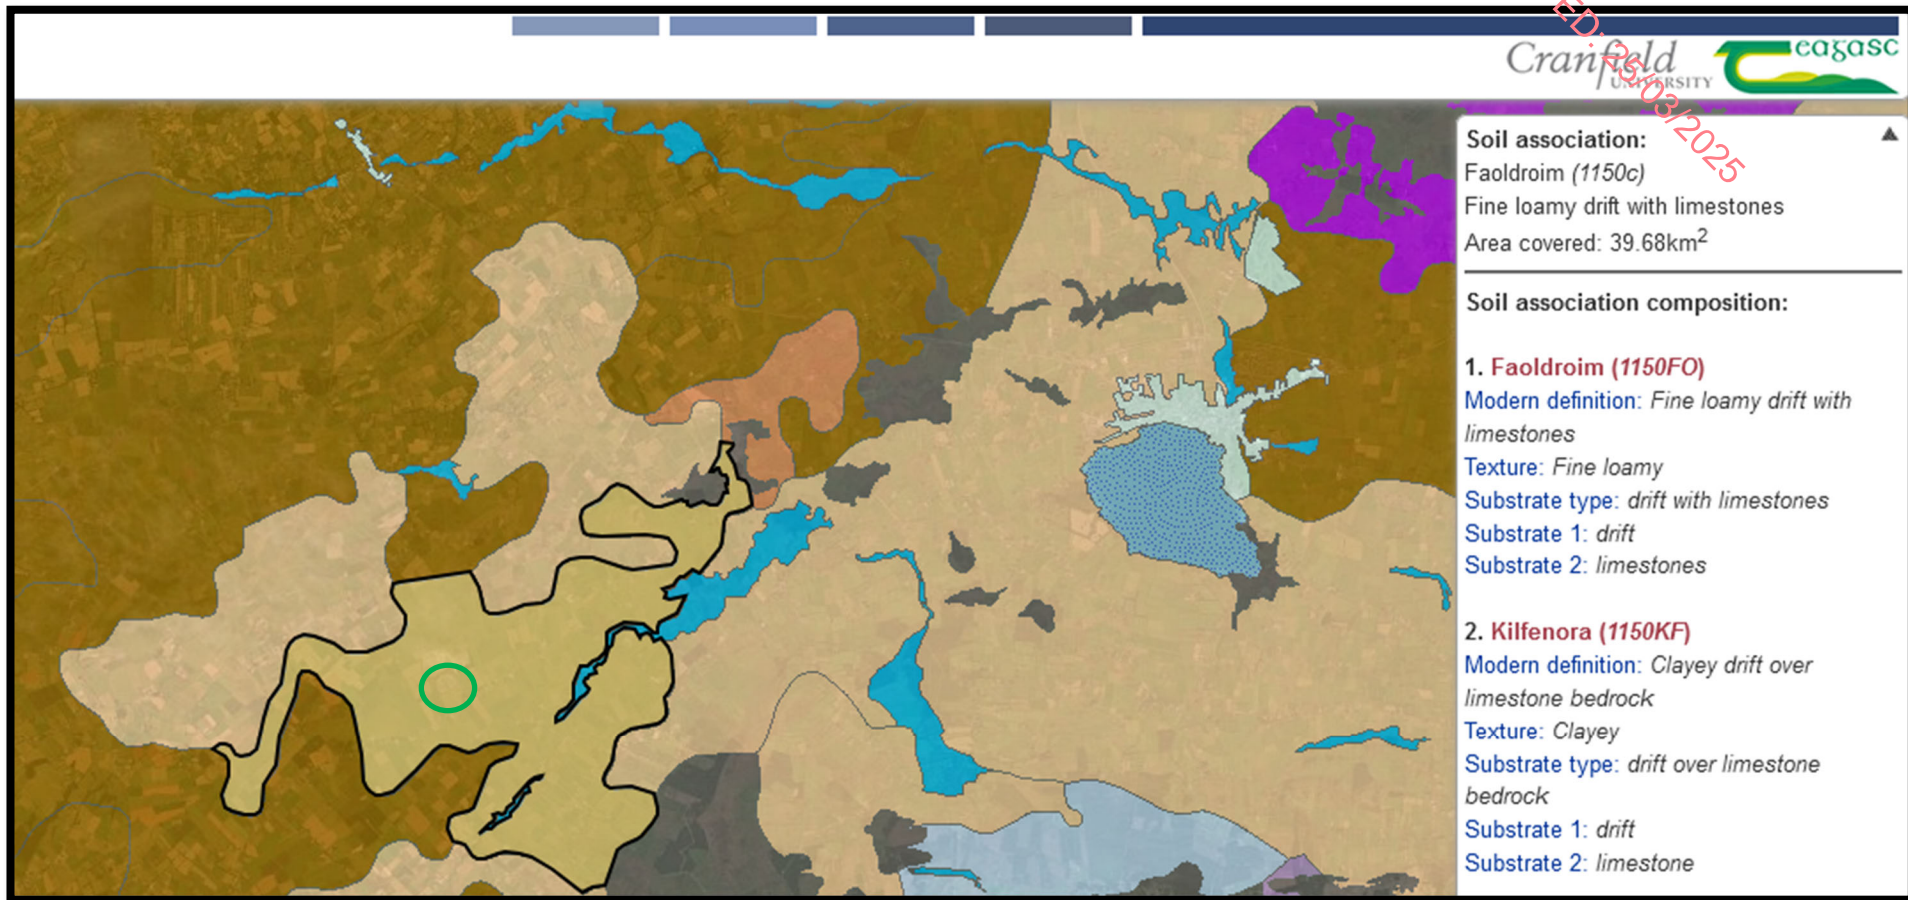 ED: 25/03/2025
Cranfield
UNIVERSITY
eagasc
Soil association:
▲
Faoldroim (1150c)
Fine loamy drift with limestones
Area covered: 39.68km2
Soil association composition:
1. Faoldroim (1150FO)
Modern definition: Fine loamy drift with
limestones
Texture: Fine loamy
Substrate type: drift with limestones
Substrate 1: drift
Substrate 2: limestones
2. Kilfenora (1150KF)
Modern definition: Clayey drift over
limestone bedrock
Texture: Clayey
Substrate type: drift over limestone
bedrock
Substrate 1: drift
Substrate 2: limestone